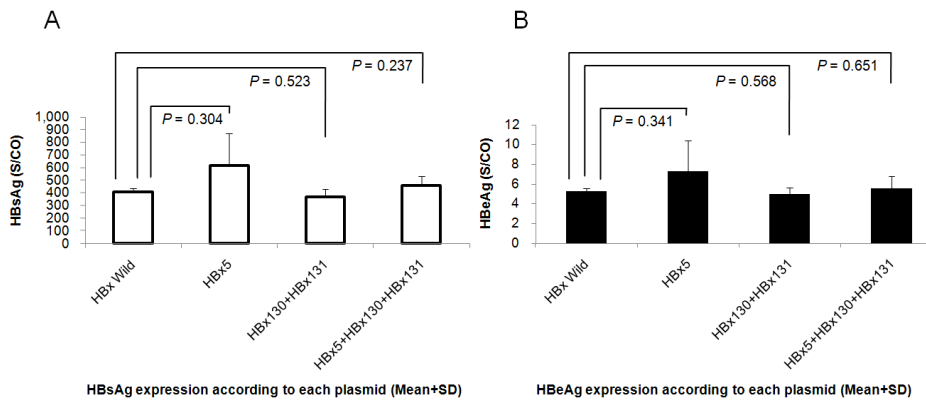 A
P = 0.237
P = 0.523
P = 0.304
HBsAg (S/CO)
1,000
900
800
700
600
500
400
300
200
100
0
HBx Wild
HBx5
HBx130+HBx131
HBx5+HBx130+HBx131
HBsAg expression according to each plasmid (Mean+SD)
B
P = 0.651
P = 0.568
P = 0.341
HBeAg (S/CO)
12
10
8
6
4
2
0
HBx Wild
HBx5
HBx130+HBx131
HBx5+HBx130+HBx131
HBeAg expression according to each plasmid (Mean+SD)